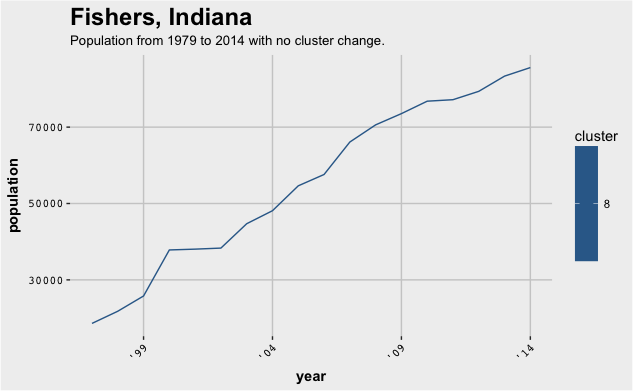 Fishers, Indiana
Population from 1979 to 2014 with no cluster change.
population
70000
50000
30000
'99
'04
'09
'14
year
cluster
8